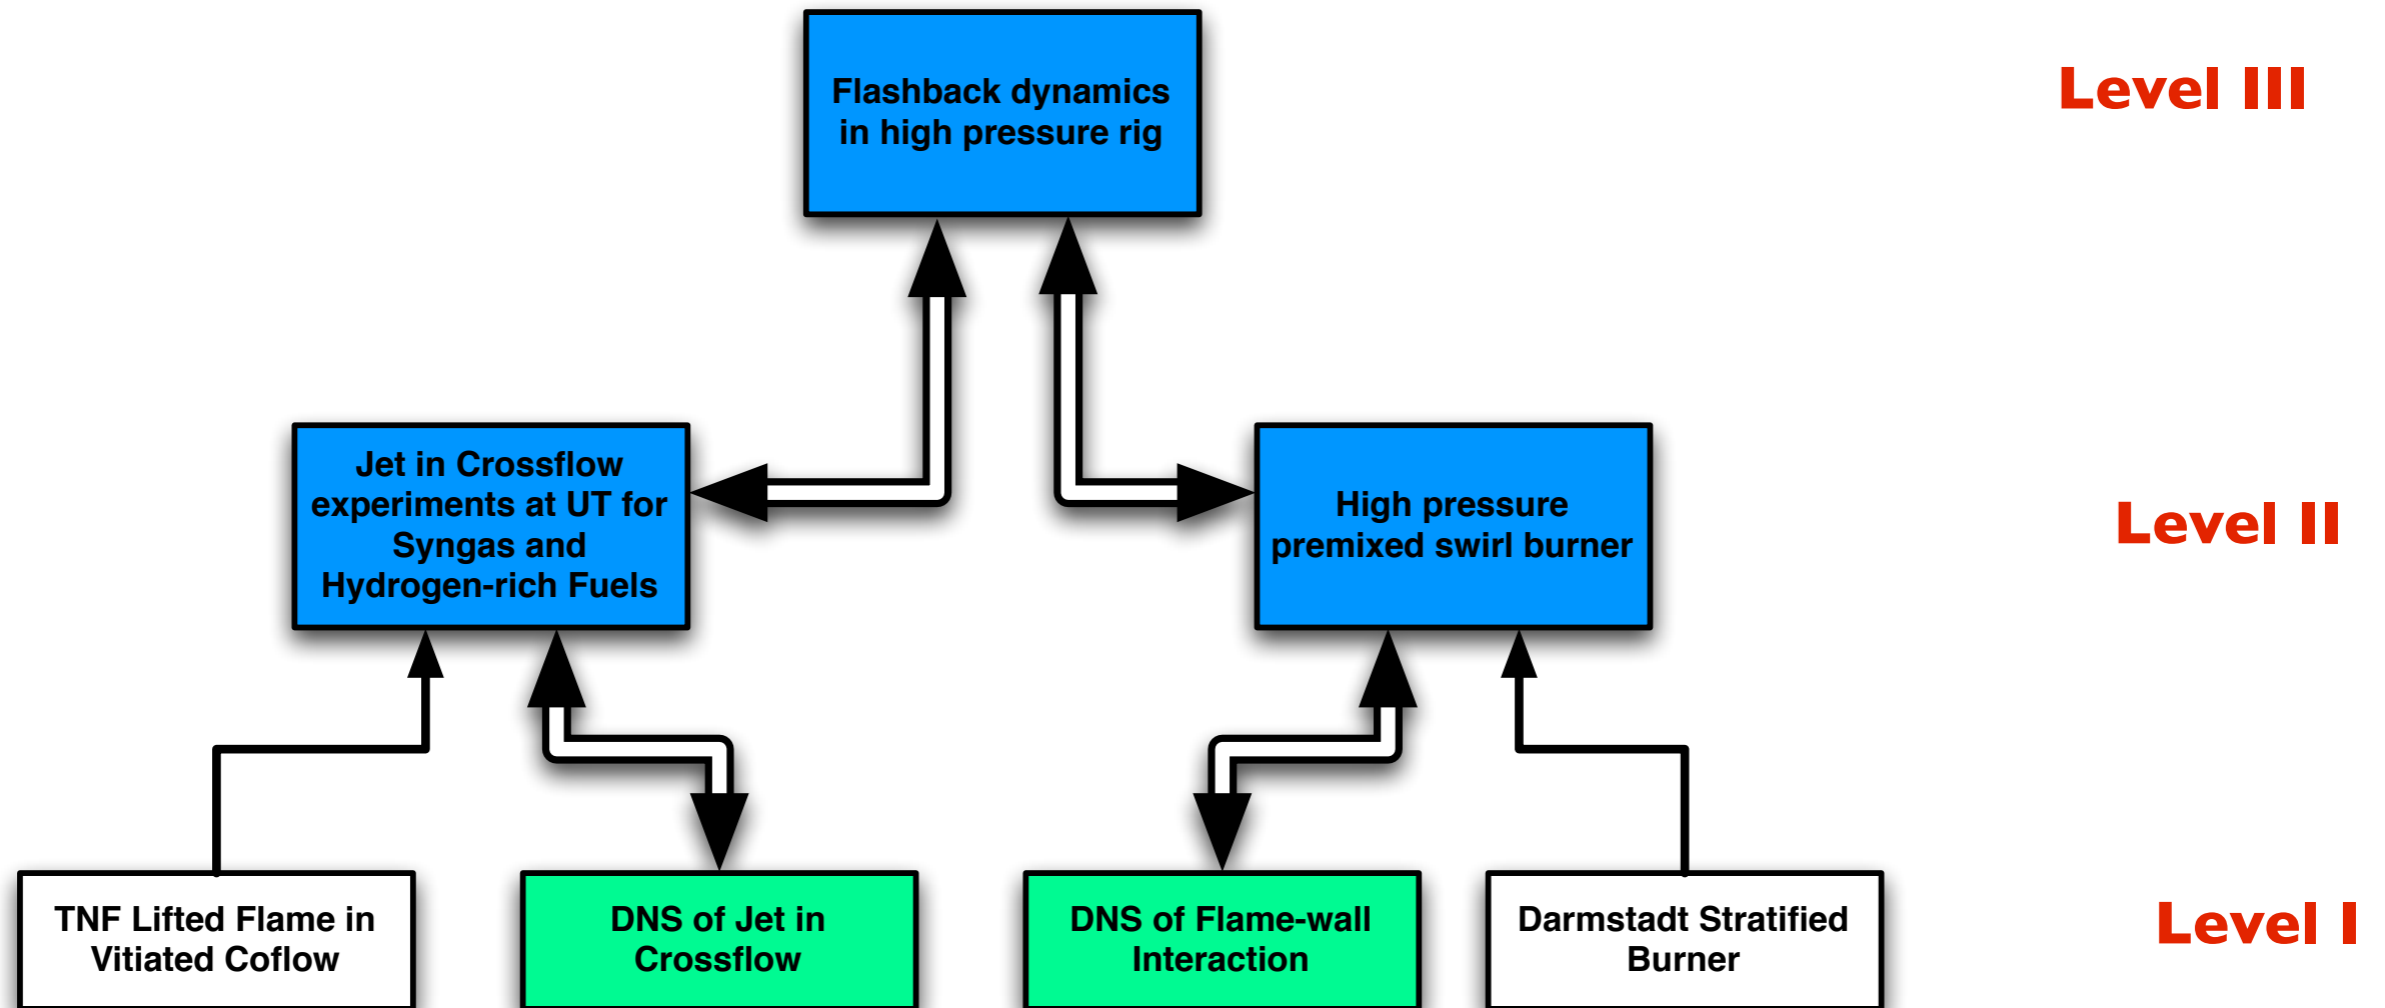 Flashback dynamics
in high pressure rig
Level III
Jet in Crossflow
experiments at UT for
Syngas and
Hydrogen-rich Fuels
High pressure
premixed swirl burner
Level II
TNF Lifted Flame in
Vitiated Coflow
DNS of Jet in
Crossflow
DNS of Flame-wall
Interaction
Darmstadt Stratified
Burner
Level I